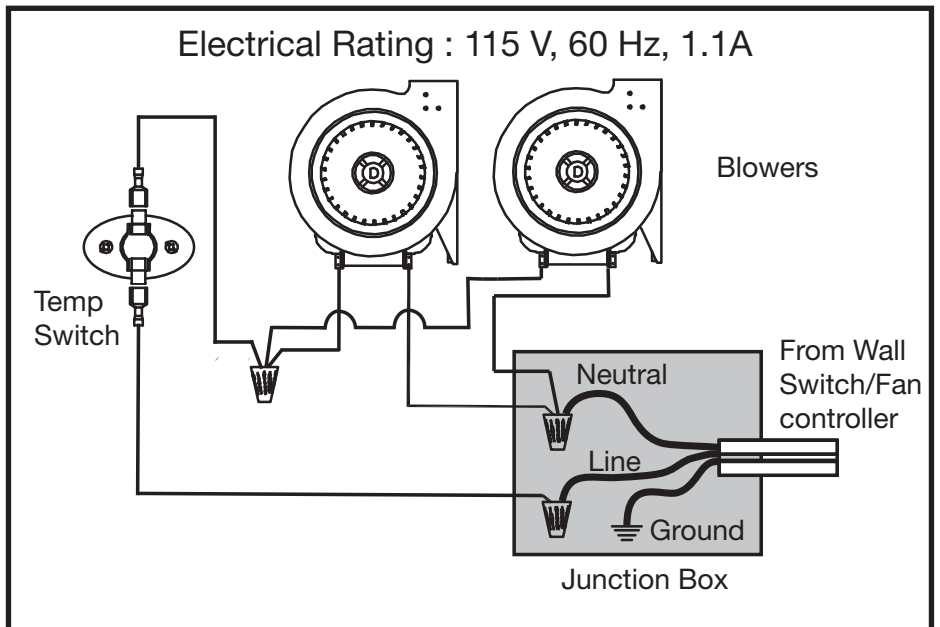 Electrical Rating : 115 V, 60 Hz, 1.1A
D
D
Blowers
Temp
Switch
From Wall
Switch/Fan
controller
Neutral
Line
Ground
Junction Box